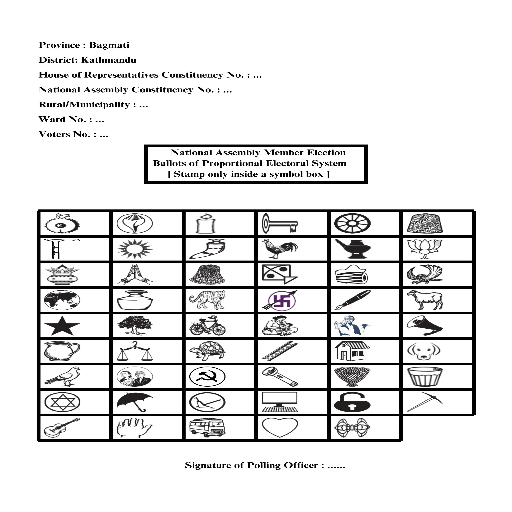 Province : Bagmati
District: Kathmandu
House of Representatives Constituency No. : ...
National Assembly Constituency No. : ...
Rural/Municipality : ...
Ward No. : ...
Voters No. : ...
National Assembly Member Election
Ballots of Proportional Electoral System
[ Stamp only inside a symbol box ]
Signature of Polling Officer : ......